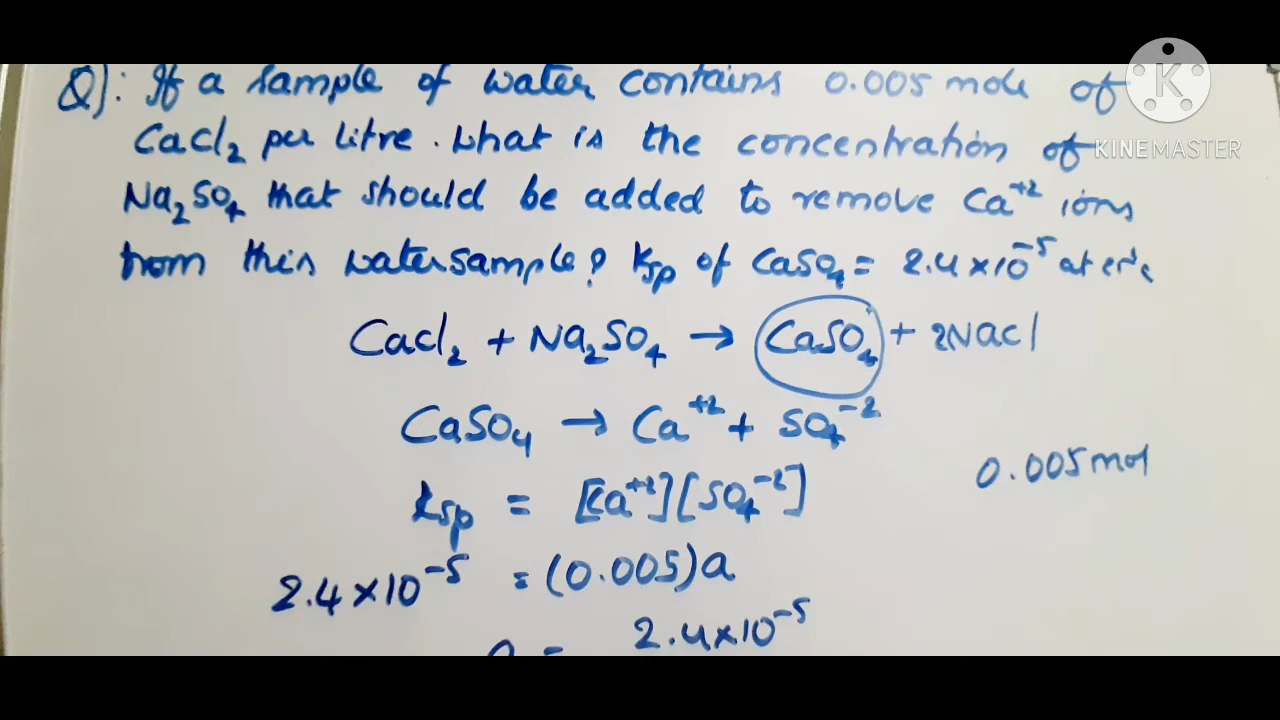 Q): If a sample of water contains 0.005 mole of
CaCl₂ per litre. What is the concentration of
Na₂SO₄ that should be added to remove Ca⁺² ions
from this watersample? Ksp of CaSO₄ = 2.4×10⁻⁵ at
CaCl₂ + Na₂SO₄ → CaSO₄ + 2NaCl
CaSO₄ → Ca⁺² + SO₄⁻²
0.005 mol
Ksp = [Ca⁺²][SO₄⁻²]
2.4×10⁻⁵ = (0.005)a
2.4×10⁻⁵
K
KINEMASTER